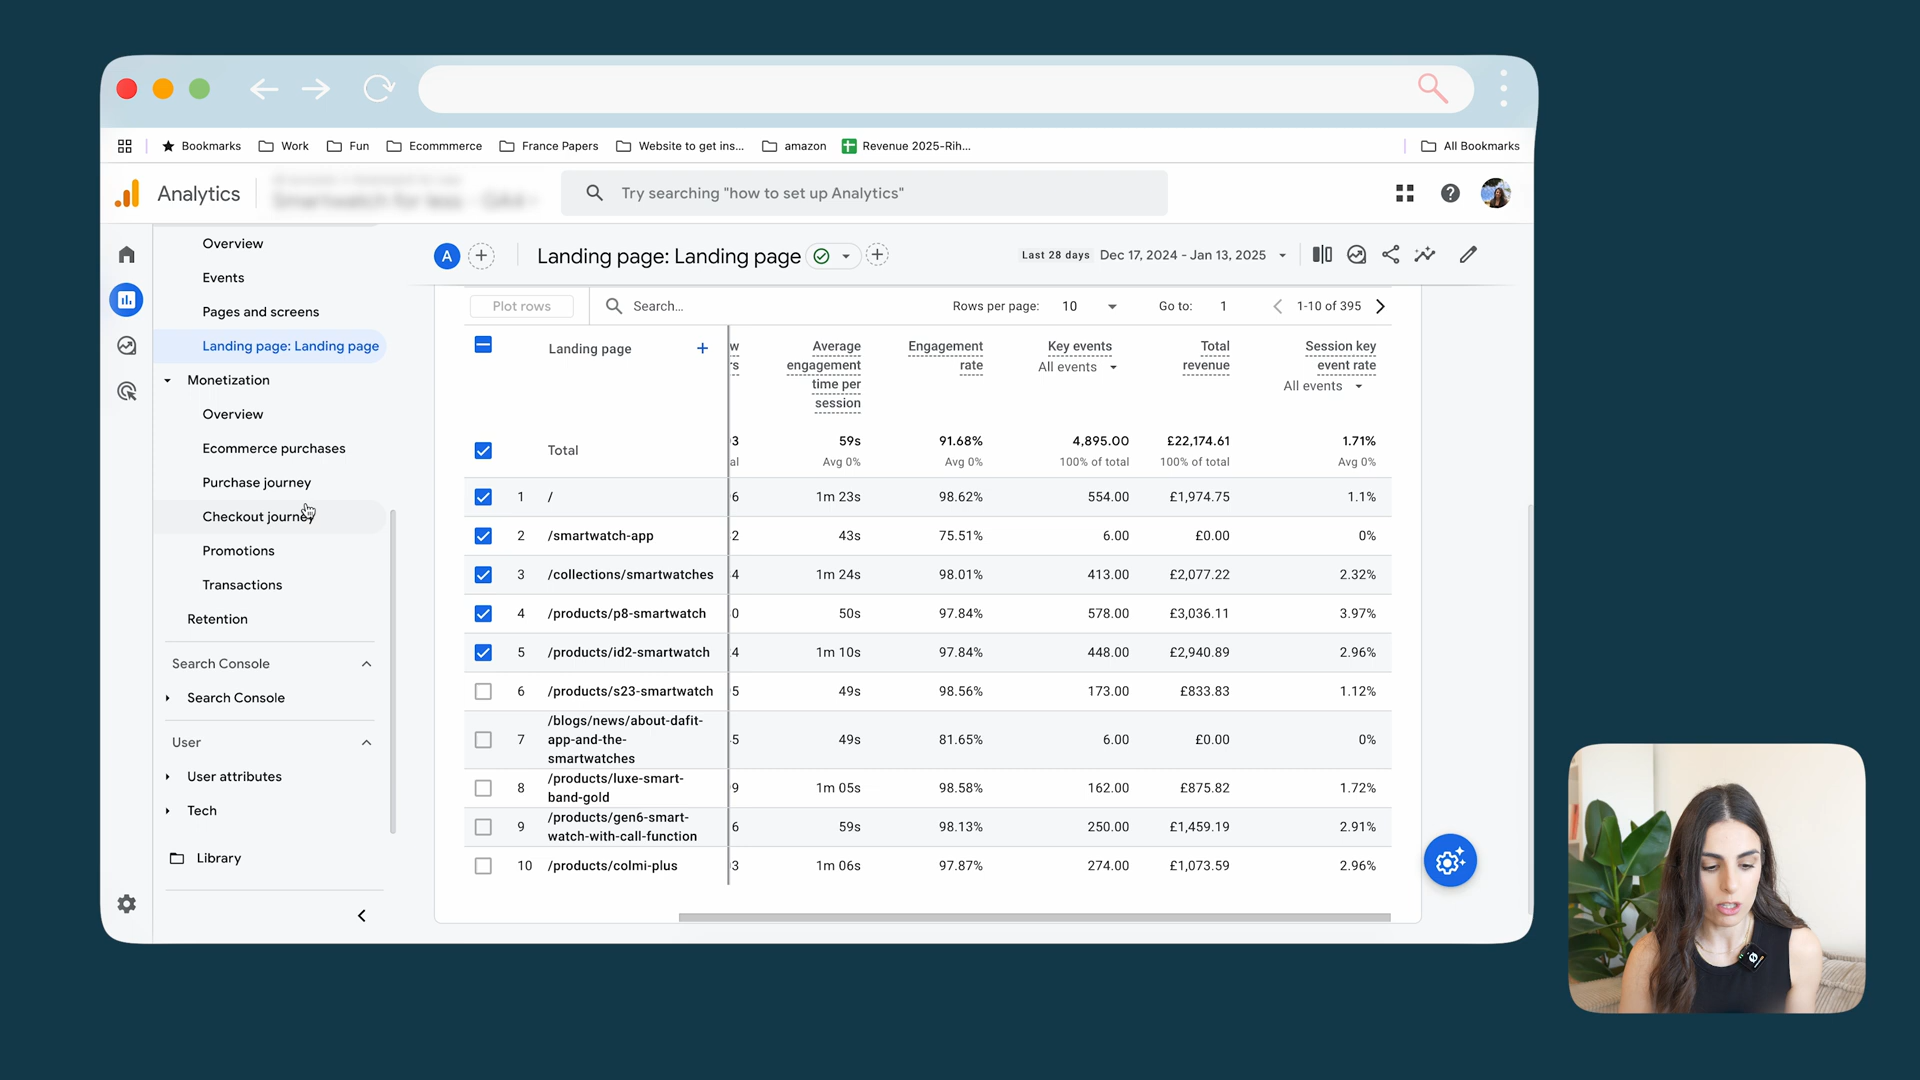 Bookmarks
Work
Fun
Ecommmerce
France Papers
Website to get ins...
amazon
Revenue 2025-Rih...
All Bookmarks
Analytics
Try searching "how to set up Analytics"
Overview
Events
Pages and screens
Landing page: Landing page
Monetization
Overview
Ecommerce purchases
Purchase journey
Checkout journey
Promotions
Transactions
Retention
Search Console
Search Console
User
User attributes
Tech
Library
A
Landing page: Landing page
Last 28 days Dec 17, 2024 - Jan 13, 2025
Plot rows
Search...
Rows per page: 10
Go to: 1
1-10 of 395
Landing page
w
rs
Average
engagement
time per
session
Engagement
rate
Key events
All events
Total
revenue
Session key
event rate
All events
Total 3 59s 91.68% 4,895.00 £22,174.61 1.71%
al Avg 0% Avg 0% 100% of total 100% of total Avg 0%
1 / 6 1m 23s 98.62% 554.00 £1,974.75 1.1%
2 /smartwatch-app 2 43s 75.51% 6.00 £0.00 0%
3 /collections/smartwatches 4 1m 24s 98.01% 413.00 £2,077.22 2.32%
4 /products/p8-smartwatch 0 50s 97.84% 578.00 £3,036.11 3.97%
5 /products/id2-smartwatch 4 1m 10s 97.84% 448.00 £2,940.89 2.96%
6 /products/s23-smartwatch 5 49s 98.56% 173.00 £833.83 1.12%
/blogs/news/about-dafit-
7 app-and-the- 5 49s 81.65% 6.00 £0.00 0%
smartwatches
/products/luxe-smart-
8 band-gold 9 1m 05s 98.58% 162.00 £875.82 1.72%
/products/gen6-smart-
9 watch-with-call-function 6 59s 98.13% 250.00 £1,459.19 2.91%
10 /products/colmi-plus 3 1m 06s 97.87% 274.00 £1,073.59 2.96%